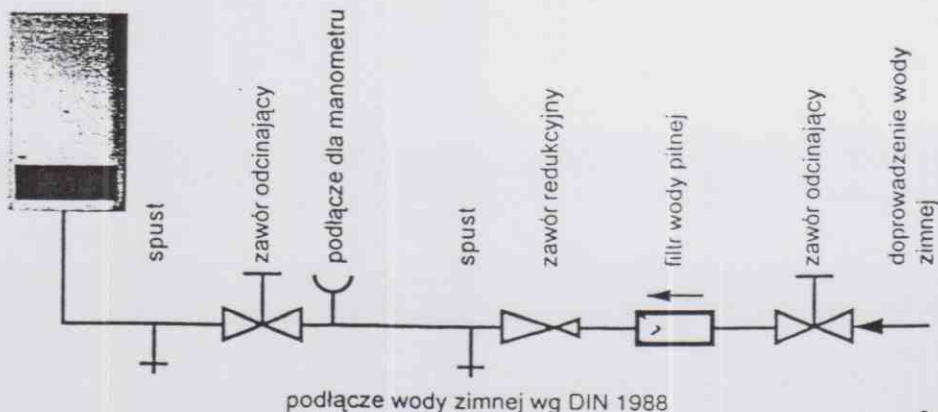 spust
zawór odcinający
podłącze dla manometru
spust
zawór redukcyjny
filtr wody pitnej
zawór odcinający
doprowadzenie wody
zimnej
podłącze wody zimnej wg DIN 1988